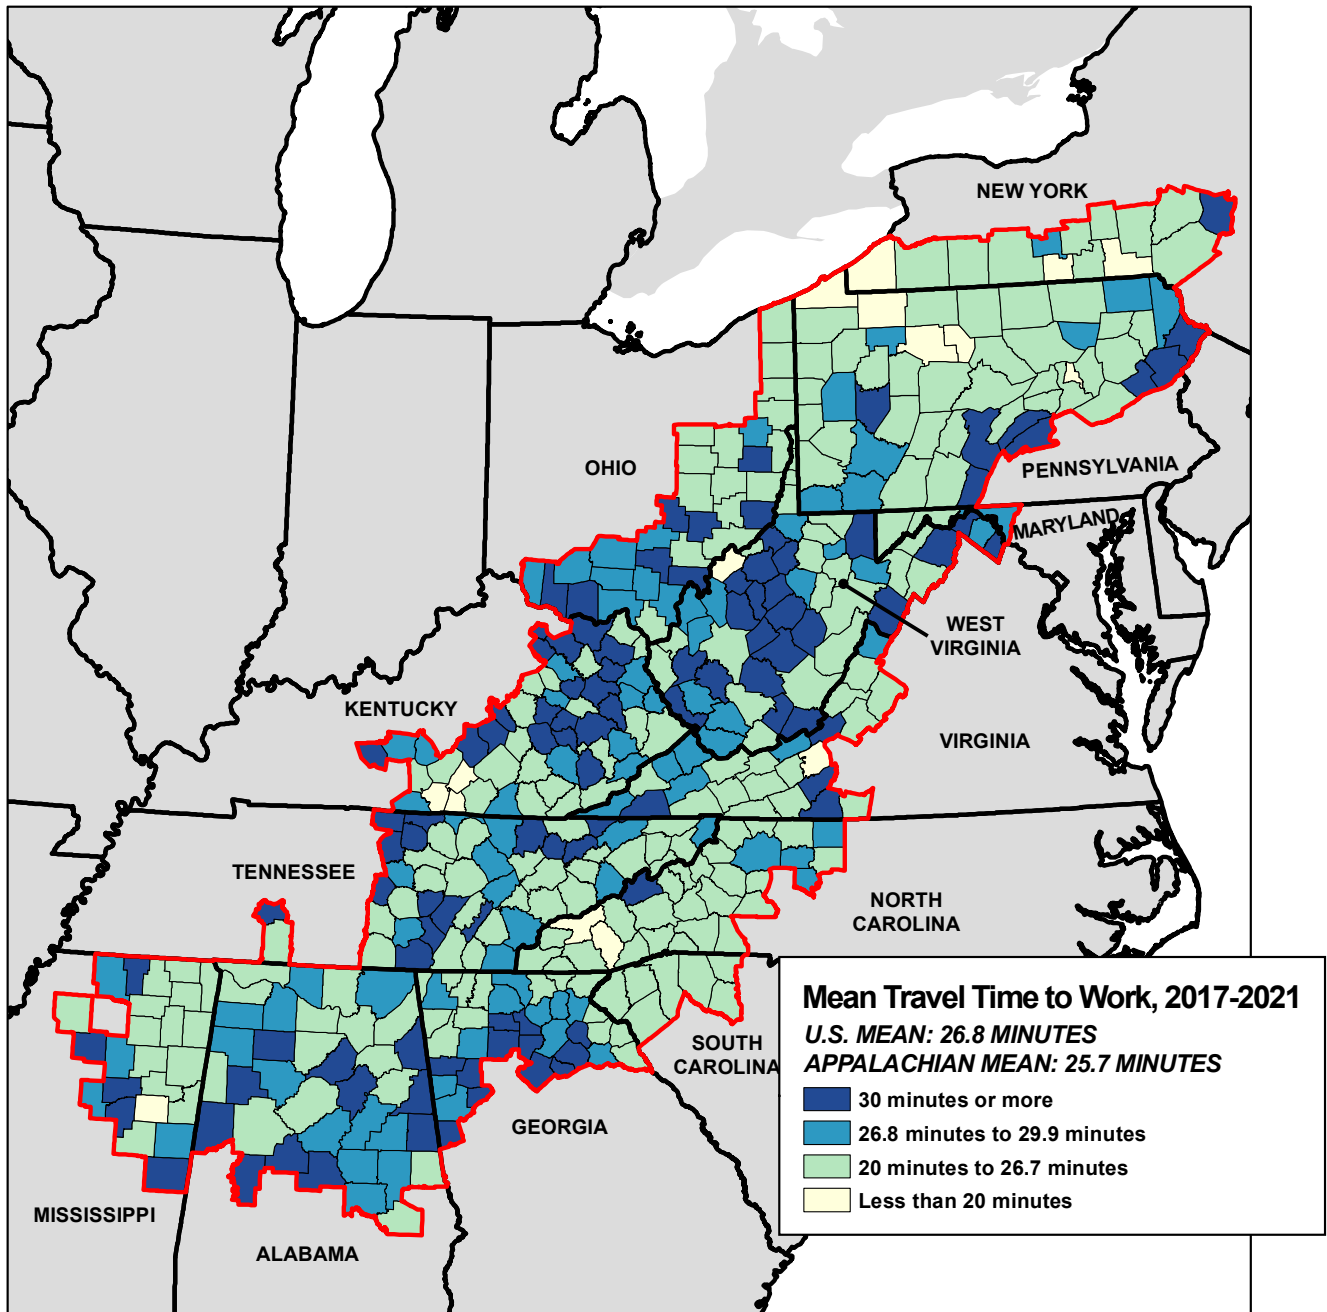 NEW YORK
OHIO
PENNSYLVANIA
MARYLAND
WEST
VIRGINIA
KENTUCKY
VIRGINIA
TENNESSEE
NORTH
CAROLINA
Mean Travel Time to Work, 2017-2021
U.S. MEAN: 26.8 MINUTES
APPALACHIAN MEAN: 25.7 MINUTES
30 minutes or more
26.8 minutes to 29.9 minutes
20 minutes to 26.7 minutes
Less than 20 minutes
SOUTH
CAROLINA
GEORGIA
MISSISSIPPI
ALABAMA